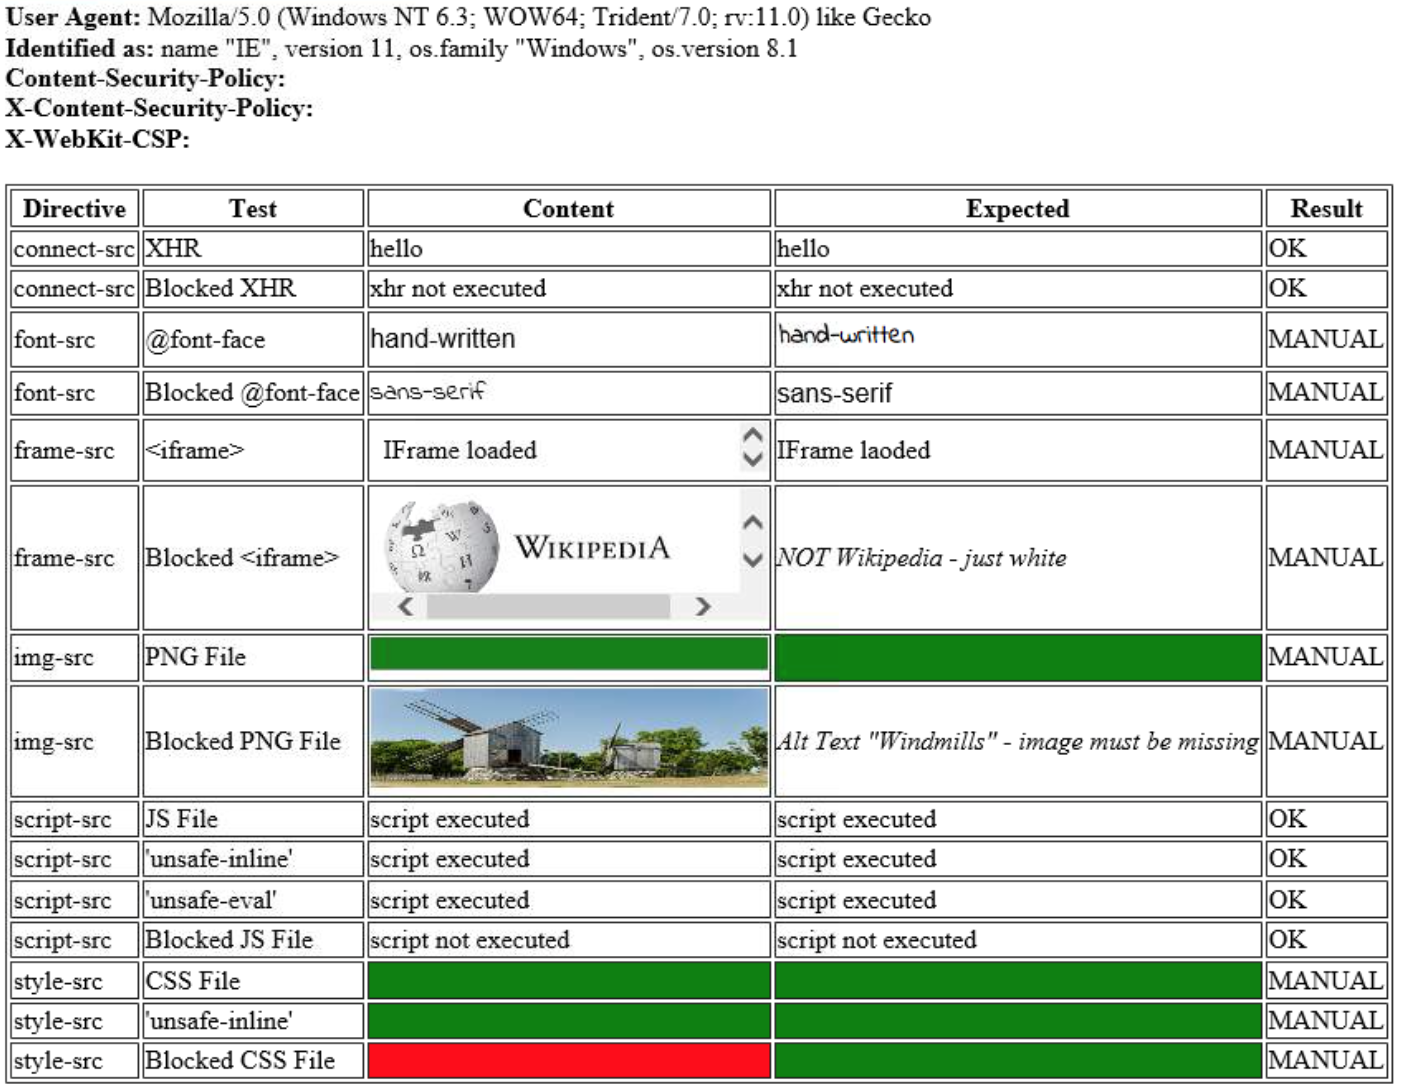 User Agent: Mozilla/5.0 (Windows NT 6.3; WOW64; Trident/7.0; rv:11.0) like Gecko
Identified as: name "IE", version 11, os.family "Windows", os.version 8.1
Content-Security-Policy:
X-Content-Security-Policy:
X-WebKit-CSP:
Directive Test Content Expected Result
connect-src XHR hello hello OK
connect-src Blocked XHR xhr not executed xhr not executed OK
font-src @font-face hand-written hand-written MANUAL
font-src Blocked @font-face sans-serif sans-serif MANUAL
frame-src <iframe> IFrame loaded IFrame laoded MANUAL
frame-src Blocked <iframe> WIKIPEDIA NOT Wikipedia - just white MANUAL
img-src PNG File MANUAL
img-src Blocked PNG File Alt Text "Windmills" - image must be missing MANUAL
script-src JS File script executed script executed OK
script-src 'unsafe-inline' script executed script executed OK
script-src 'unsafe-eval' script executed script executed OK
script-src Blocked JS File script not executed script not executed OK
style-src CSS File MANUAL
style-src 'unsafe-inline' MANUAL
style-src Blocked CSS File MANUAL